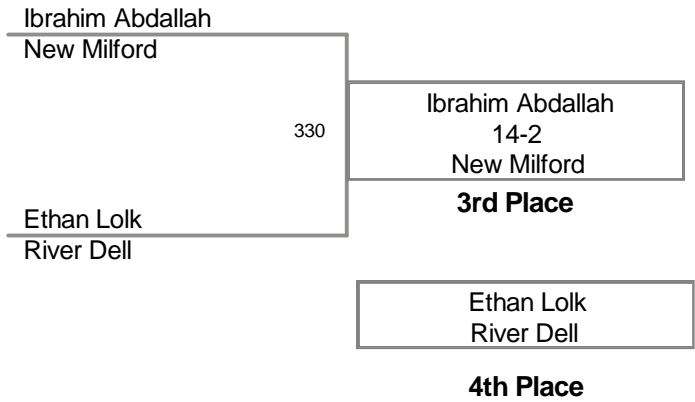 Ibrahim Abdallah
New Milford
330
Ibrahim Abdallah
14-2
New Milford
3rd Place
Ethan Lolk
River Dell
Ethan Lolk
River Dell
4th Place